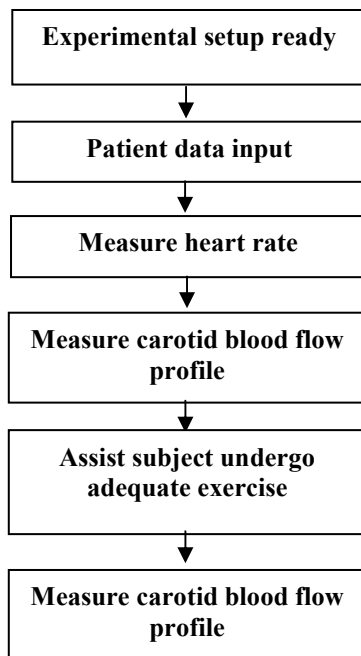 Experimental setup ready
Patient data input
Measure heart rate
Measure carotid blood flow
profile
Assist subject undergo
adequate exercise
Measure carotid blood flow
profile